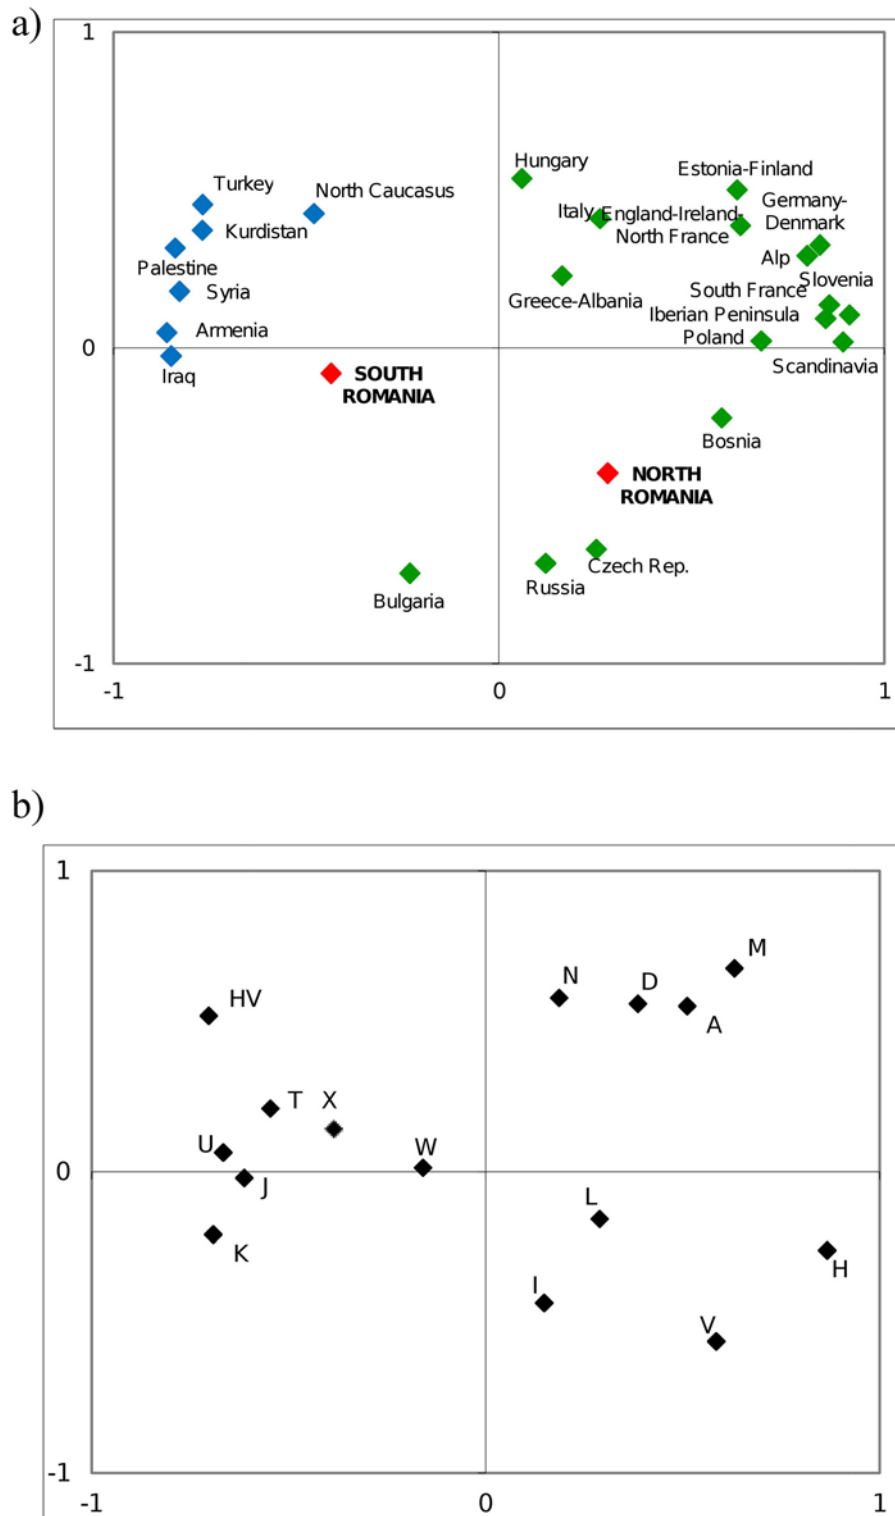 a)
1
Hungary
Estonia-Finland
Turkey
North Caucasus
Germany-
Denmark
Italy
England-Ireland-
North France
Kurdistan
Alp
Palestine
Slovenia
Syria
Greece-Albania
South France
Iberian Peninsula
Armenia
Poland
0
Scandinavia
Iraq
SOUTH
ROMANIA
Bosnia
NORTH
ROMANIA
Czech Rep.
Russia
Bulgaria
-1
-1
0
1
b)
1
M
N
D
HV
A
T
X
U
W
0
J
L
K
H
I
V
-1
-1
0
1